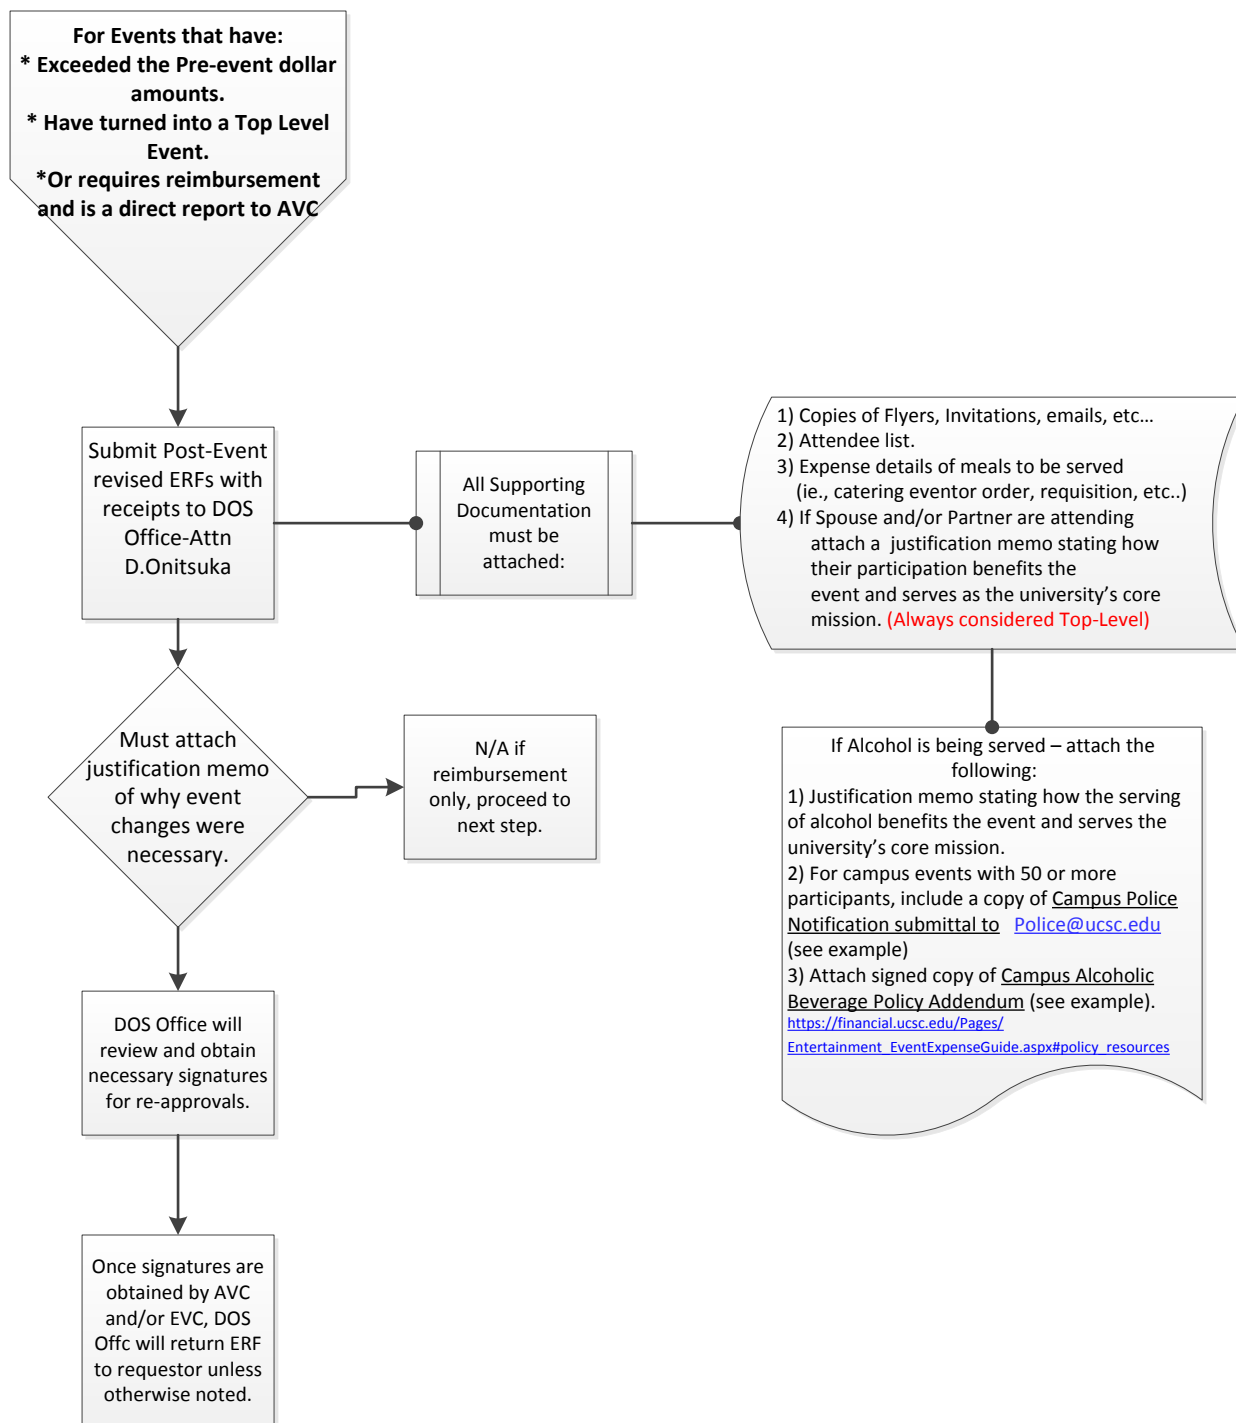 For Events that have:
* Exceeded the Pre-event dollar
amounts.
* Have turned into a Top Level
Event.
*Or requires reimbursement
and is a direct report to AVC
Submit Post-Event
revised ERFs with
receipts to DOS
Office-Attn
D.Onitsuka
All Supporting
Documentation
must be
attached:
1) Copies of Flyers, Invitations, emails, etc…
2) Attendee list.
3) Expense details of meals to be served
(ie., catering eventor order, requisition, etc..)
4) If Spouse and/or Partner are attending
attach a justification memo stating how
their participation benefits the
event and serves as the university’s core
mission. (Always considered Top-Level)
Must attach
justification memo
of why event
changes were
necessary.
N/A if
reimbursement
only, proceed to
next step.
If Alcohol is being served – attach the
following:
1) Justification memo stating how the serving
of alcohol benefits the event and serves the
university’s core mission.
2) For campus events with 50 or more
participants, include a copy of Campus Police
Notification submittal to Police@ucsc.edu
(see example)
3) Attach signed copy of Campus Alcoholic
Beverage Policy Addendum (see example).
https://financial.ucsc.edu/Pages/
Entertainment_EventExpenseGuide.aspx#policy_resources
DOS Office will
review and obtain
necessary signatures
for re-approvals.
Once signatures are
obtained by AVC
and/or EVC, DOS
Offc will return ERF
to requestor unless
otherwise noted.